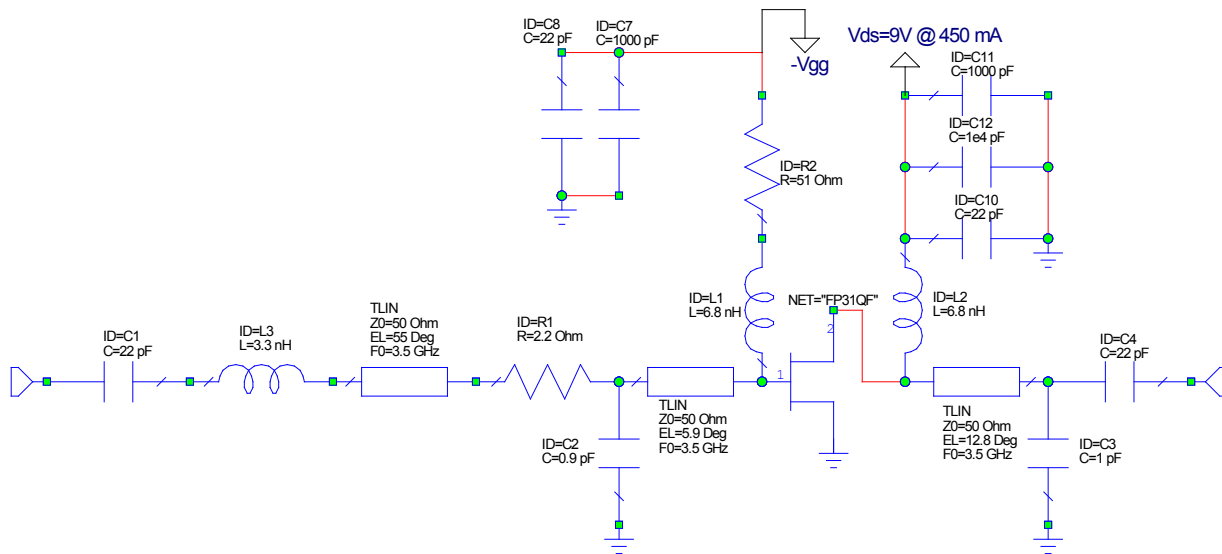 ID=C8
C=22 pF
ID=C7
C=1000 pF
-Vgg
Vds=9V @ 450 mA
ID=C11
C=1000 pF
ID=C12
C=1e4 pF
ID=C10
C=22 pF
ID=R2
R=51 Ohm
ID=L1
L=6.8 nH
NET="FP31QF"
ID=L2
L=6.8 nH
ID=C1
C=22 pF
ID=L3
L=3.3 nH
TLIN
Z0=50 Ohm
EL=55 Deg
F0=3.5 GHz
ID=R1
R=2.2 Ohm
2
1
ID=C4
C=22 pF
TLIN
Z0=50 Ohm
EL=5.9 Deg
F0=3.5 GHz
TLIN
Z0=50 Ohm
EL=12.8 Deg
F0=3.5 GHz
ID=C2
C=0.9 pF
ID=C3
C=1 pF